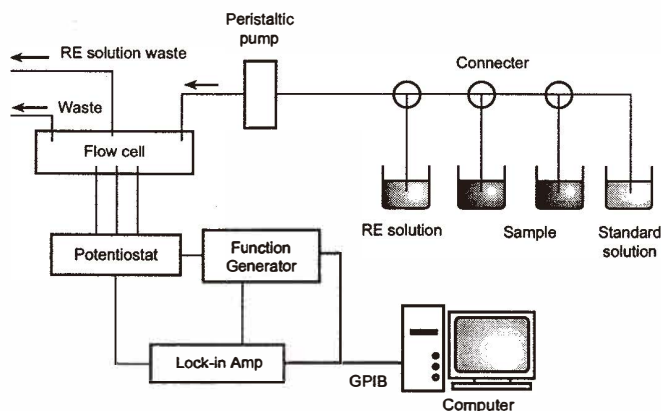 Peristaltic
pump
RE solution waste
Connecter
Waste
Flow cell
RE solution
Sample
Standard
solution
Potentiostat
Function
Generator
Lock-in Amp
GPIB
Computer